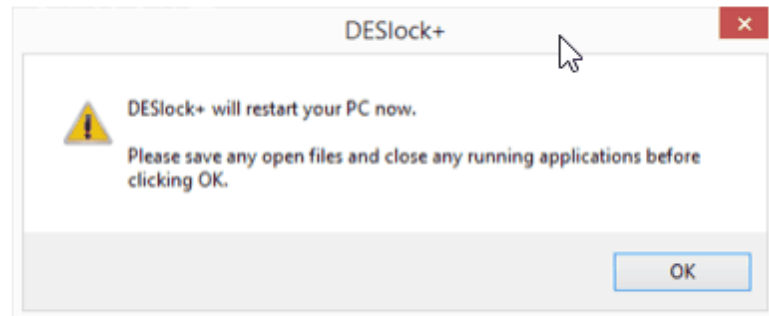 DESlock+
DESlock+ will restart your PC now.
Please save any open files and close any running applications before
clicking OK.
OK